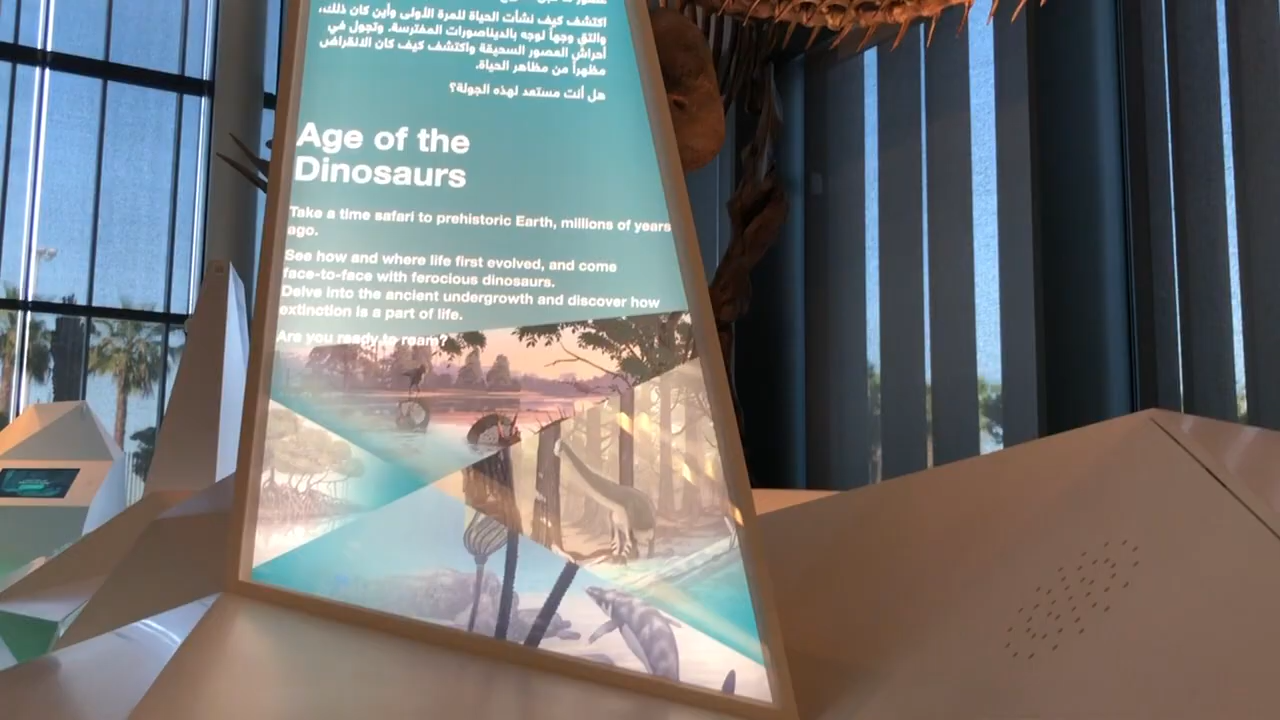 اكتشف كيف نشأت الحياة للمرة الأولى وأين كان ذلك،
والتق وجهاً لوجه بالديناصورات المفترسة. وتجول في
أحراش العصور السحيقة واكتشف كيف كان الانقراض
مظهراً من مظاهر الحياة.
هل أنت مستعد لهذه الجولة؟
Age of the
Dinosaurs
Take a time safari to prehistoric Earth, millions of years
ago.
See how and where life first evolved, and come
face-to-face with ferocious dinosaurs.
Delve into the ancient undergrowth and discover how
extinction is a part of life.
Are you ready to roam?